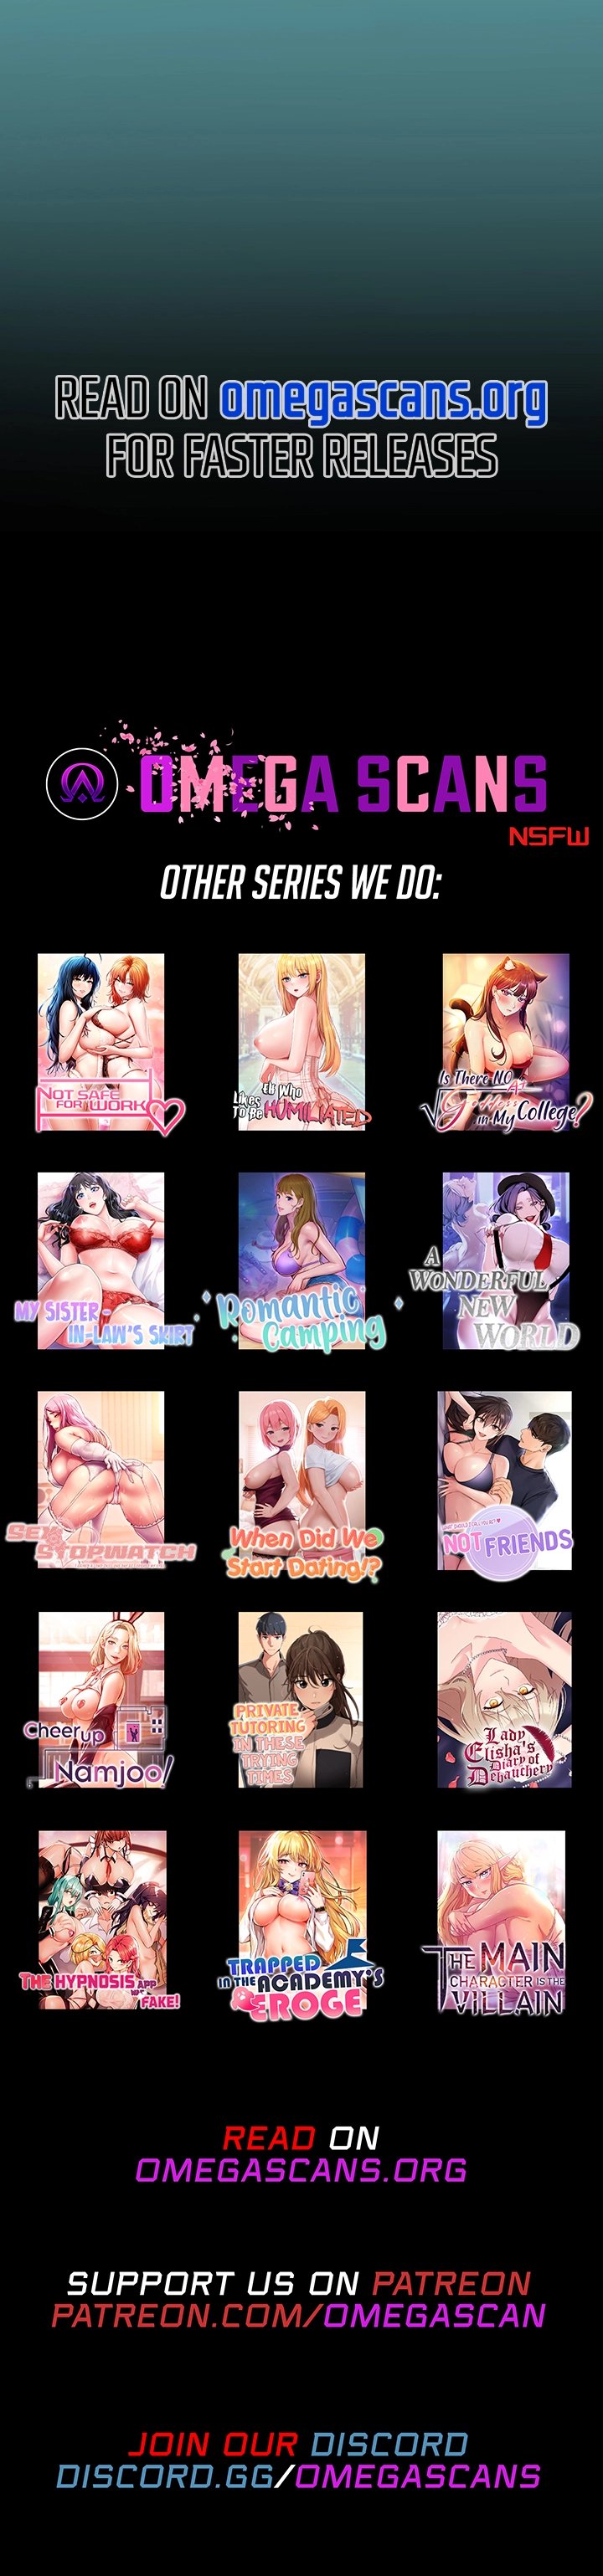 READ ON omegascans.org
FOR FASTER RELEASES
OMEGA SCANS
NSFW
OTHER SERIES WE DO:
NOT SAFE
FOR WORK
Elf Who
Likes
To Be HUMILIATED
Is There NO
Goddess
in My College?
MY SISTER-
IN-LAW'S SKIRT
Romantic
Camping
A
WONDERFUL
NEW
WORLD
SEX
STOPWATCH
When Did We
Start Dating!?
NOT FRIENDS
Cheer up
Namjoo!
PRIVATE
TUTORING
IN THESE
TRYING
TIMES
Lady
Elisha's
Diary of
Debauchery
THE HYPNOSIS APP
WAS
FAKE!
TRAPPED
IN THE ACADEMY'S
EROGE
THE MAIN
CHARACTER IS THE
VILLAIN
READ ON
OMEGASCANS.ORG
SUPPORT US ON PATREON
PATREON.COM/OMEGASCAN
JOIN OUR DISCORD
DISCORD.GG/OMEGASCANS